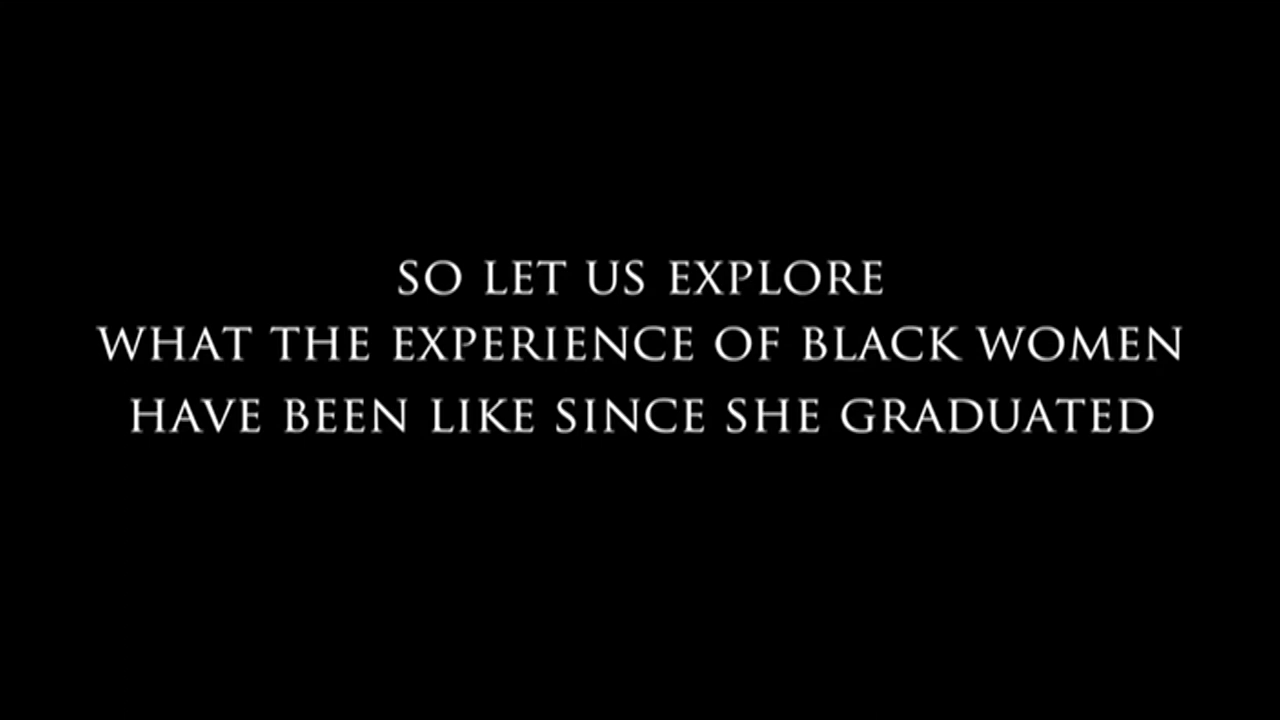 SO LET US EXPLORE
WHAT THE EXPERIENCE OF BLACK WOMEN
HAVE BEEN LIKE SINCE SHE GRADUATED